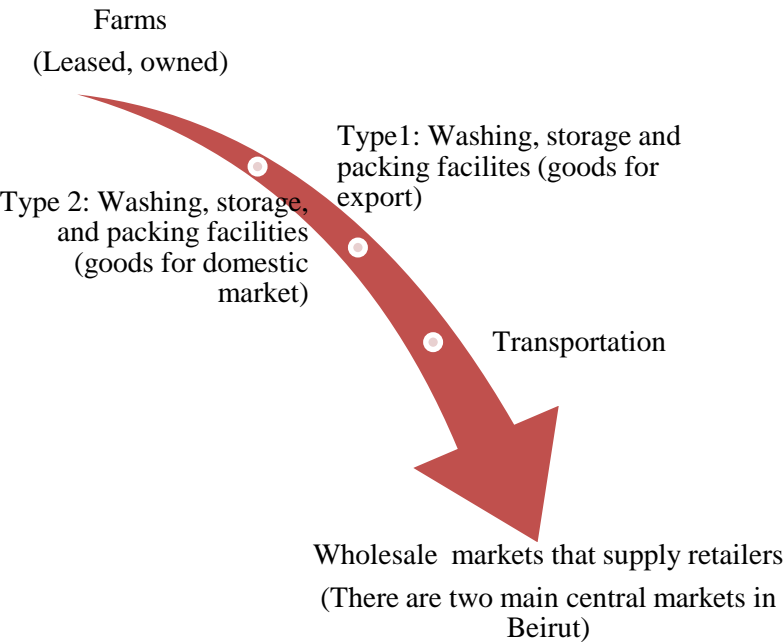 Farms
(Leased, owned)
Type1: Washing, storage and
packing facilites (goods for
export)
Type 2: Washing, storage,
and packing facilities
(goods for domestic
market)
Transportation
Wholesale markets that supply retailers
(There are two main central markets in
Beirut)